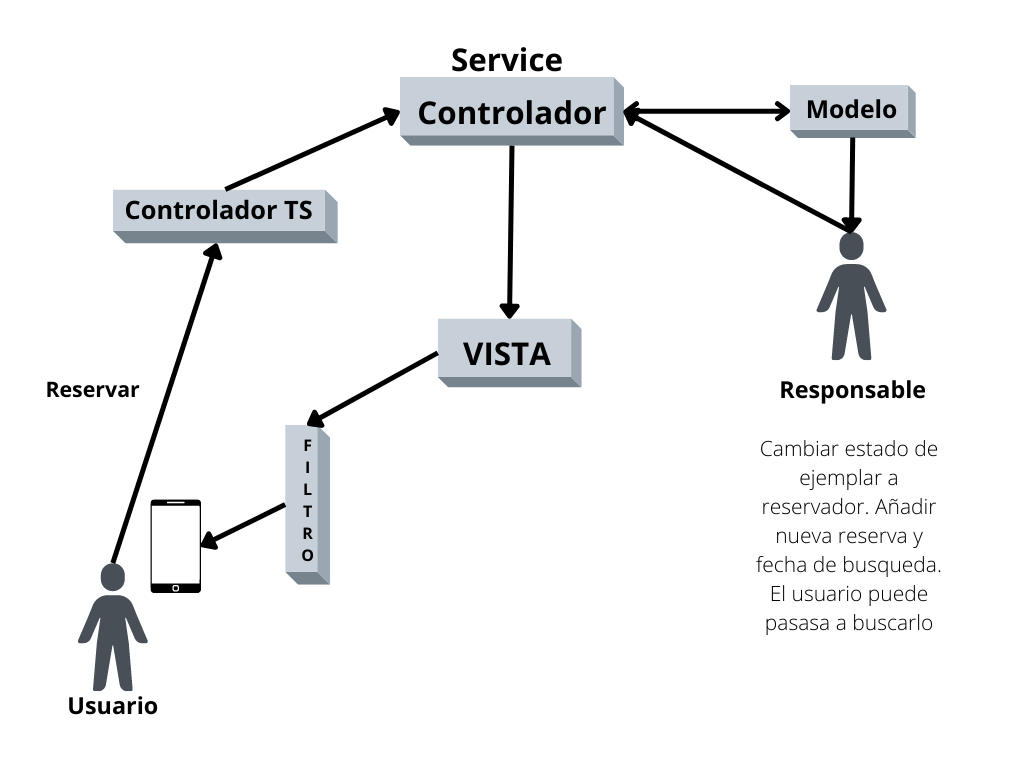 Service
Controlador
Modelo
Controlador TS
VISTA
Reservar
FILTRO
Responsable
Cambiar estado de
ejemplar a
reservador. Añadir
nueva reserva y
fecha de busqueda.
El usuario puede
pasasa a buscarlo
Usuario